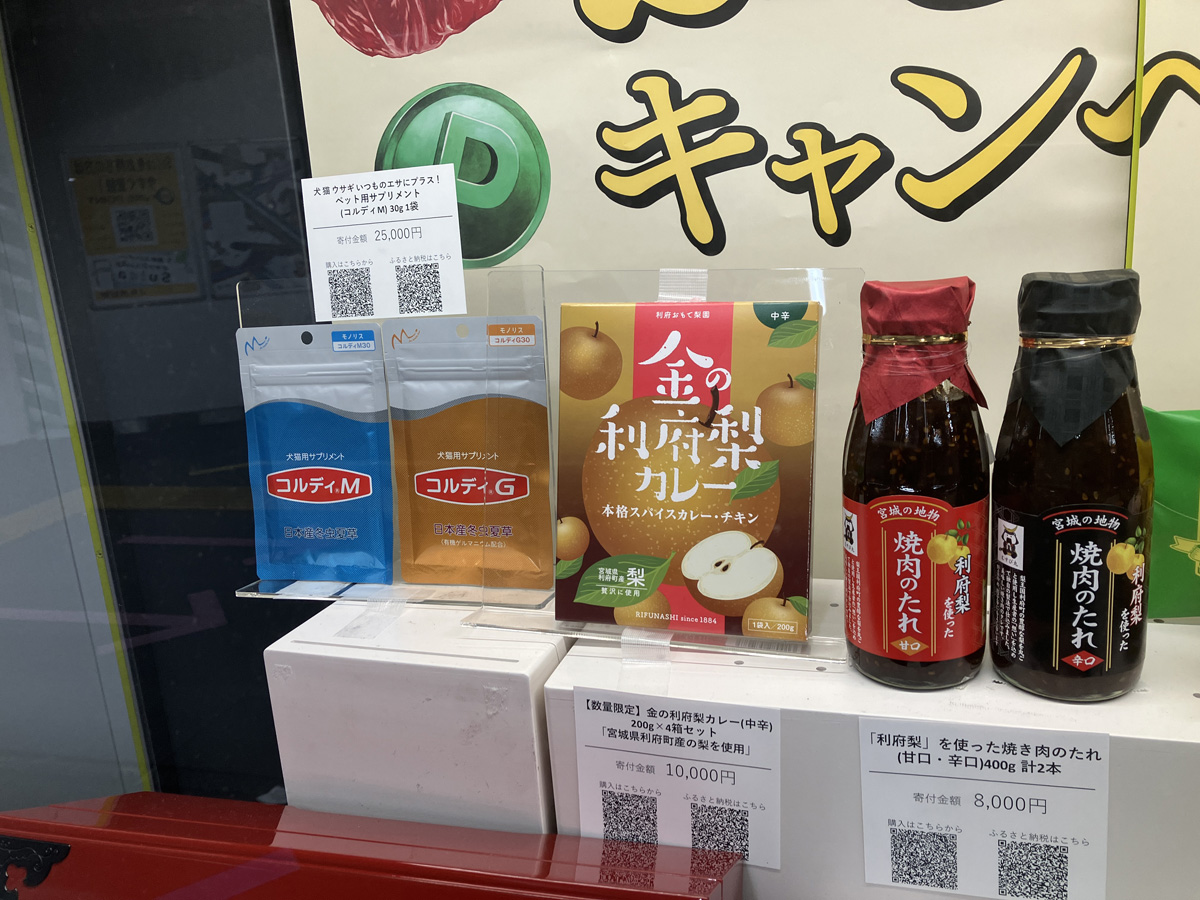 キャンペ
P
犬猫ウサギいつものエサにプラス！
ペット用サプリメント
(コルディM) 30g 1袋
寄付金額 25,000円
購入はこちらから
ふるさと納税はこちら
モノリス
コルディM30
犬猫用サプリメント
コルディM
日本産冬虫夏草
モノリス
コルディG30
犬猫用サプリメント
コルディG
日本産冬虫夏草
(有機ゲルマニウム配合)
利府おもて梨園
中辛
金の
利府梨
カレー
本格スパイスカレー・チキン
宮城県
利府町産
梨
贅沢に使用
RIFUNASHI since 1884
1袋入／200g
宮城の地物
利府梨
を使った
焼肉のたれ
甘口
宮城の地物
利府梨
を使った
焼肉のたれ
辛口
【数量限定】金の利府梨カレー(中辛)
200g×4箱セット
「宮城県利府町産の梨を使用」
寄付金額 10,000円
購入はこちらから
ふるさと納税はこちら
「利府梨」を使った焼き肉のたれ
(甘口・辛口)400g 計2本
寄付金額 8,000円
購入はこちらから
ふるさと納税はこちら